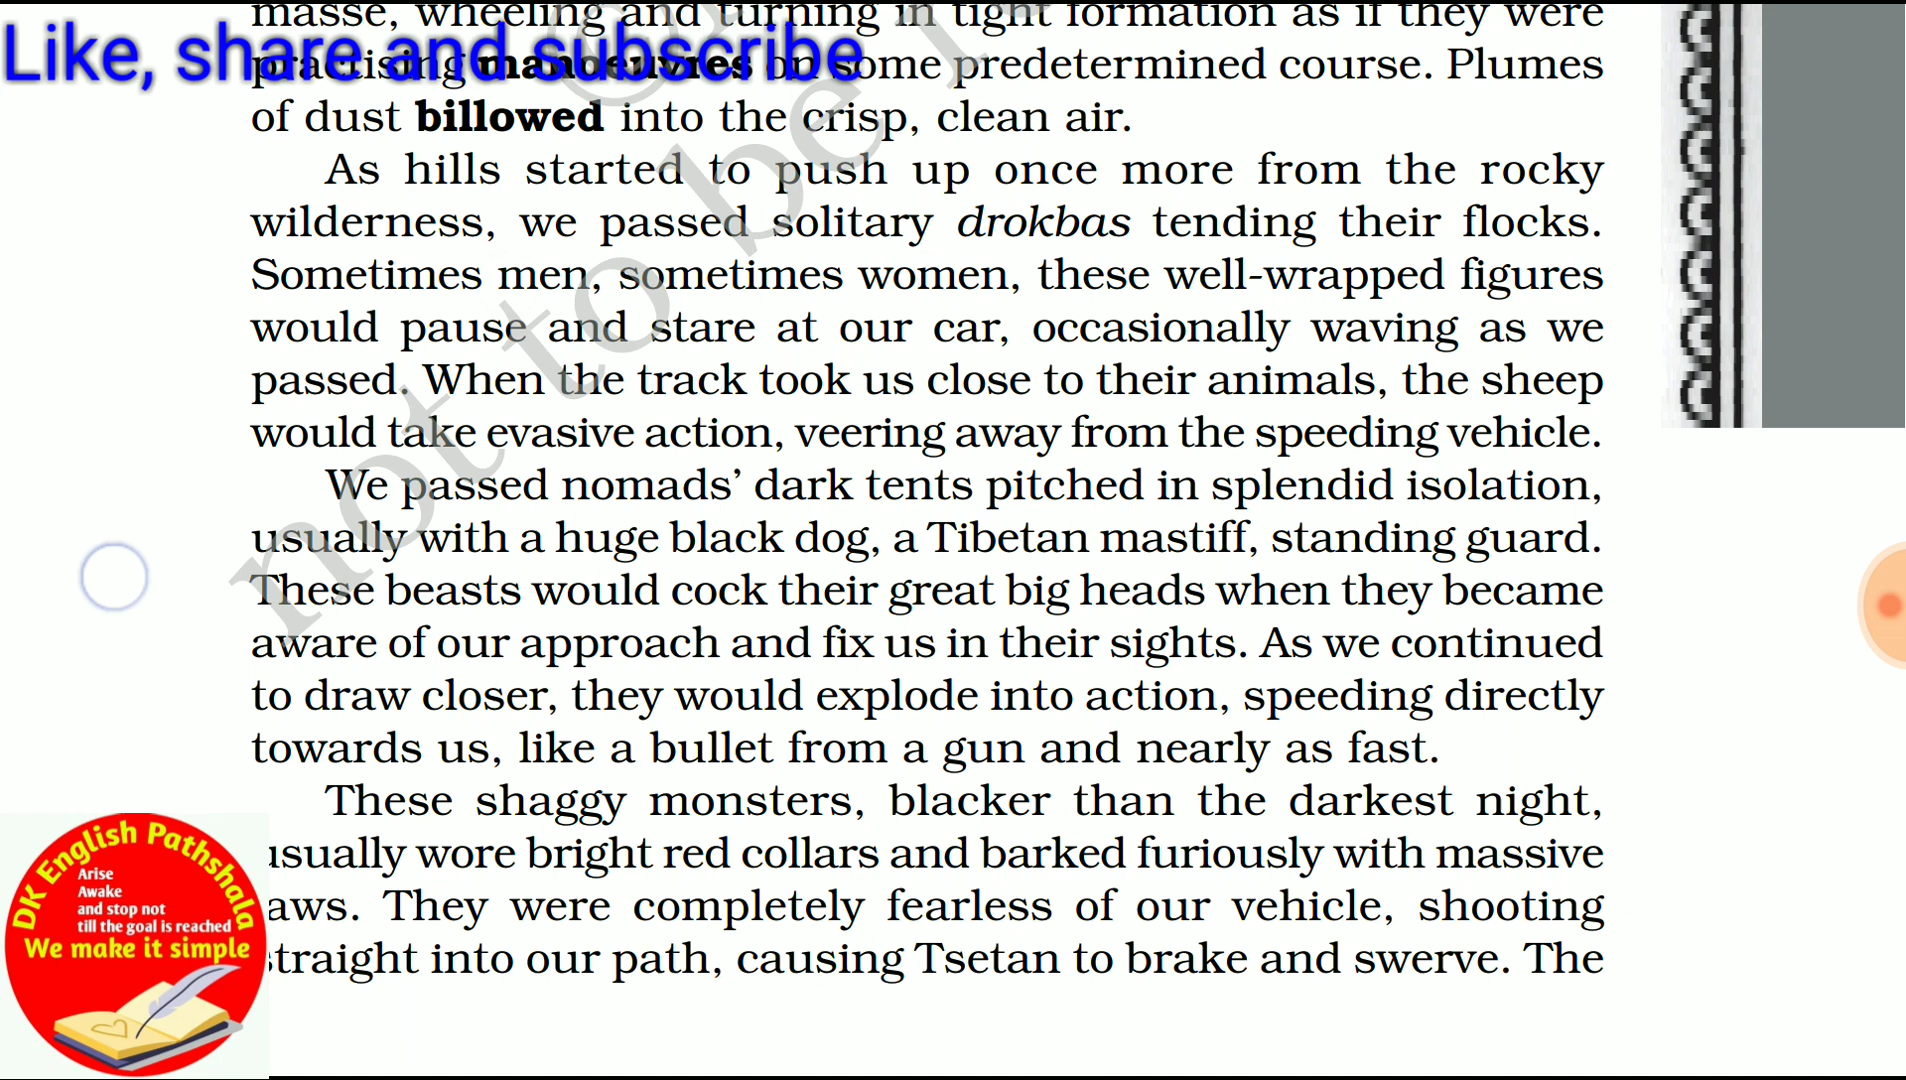 masse, wheeling and turning in tight formation as if they were
Like, share and subscribe
practising manoeuvres on some predetermined course. Plumes
of dust billowed into the crisp, clean air.
As hills started to push up once more from the rocky
wilderness, we passed solitary drokbas tending their flocks.
Sometimes men, sometimes women, these well-wrapped figures
would pause and stare at our car, occasionally waving as we
passed. When the track took us close to their animals, the sheep
would take evasive action, veering away from the speeding vehicle.
We passed nomads’ dark tents pitched in splendid isolation,
usually with a huge black dog, a Tibetan mastiff, standing guard.
These beasts would cock their great big heads when they became
aware of our approach and fix us in their sights. As we continued
to draw closer, they would explode into action, speeding directly
towards us, like a bullet from a gun and nearly as fast.
These shaggy monsters, blacker than the darkest night,
usually wore bright red collars and barked furiously with massive
aws. They were completely fearless of our vehicle, shooting
straight into our path, causing Tsetan to brake and swerve. The
not to be
DK English Pathshala
Arise
Awake
and stop not
till the goal is reached
We make it simple